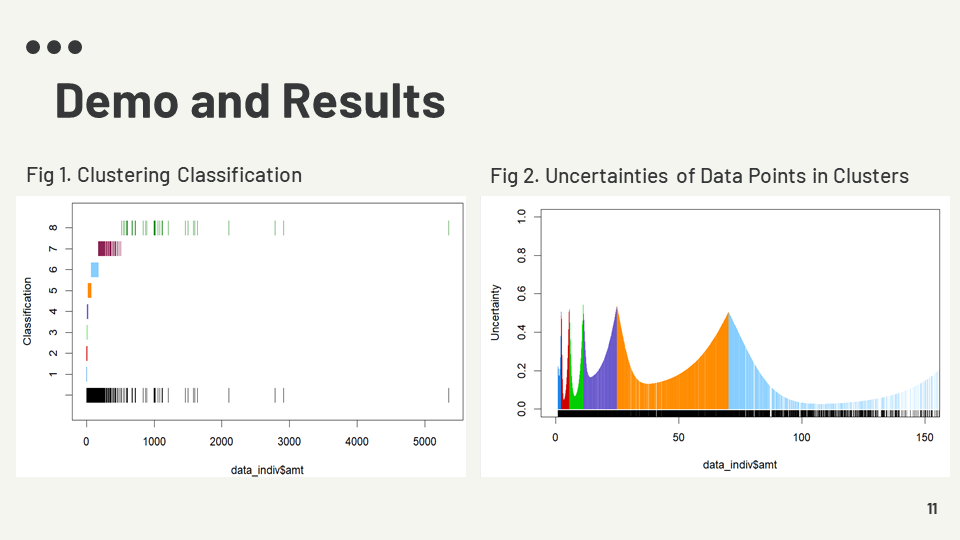 Demo and Results
Fig 1. Clustering Classification
Classification
8
7
6
5
4
3
2
1
0 1000 2000 3000 4000 5000
data_indiv$amt
Fig 2. Uncertainties of Data Points in Clusters
Uncertainty
1.0
0.8
0.6
0.4
0.2
0.0
0 50 100 150
data_indiv$amt
11